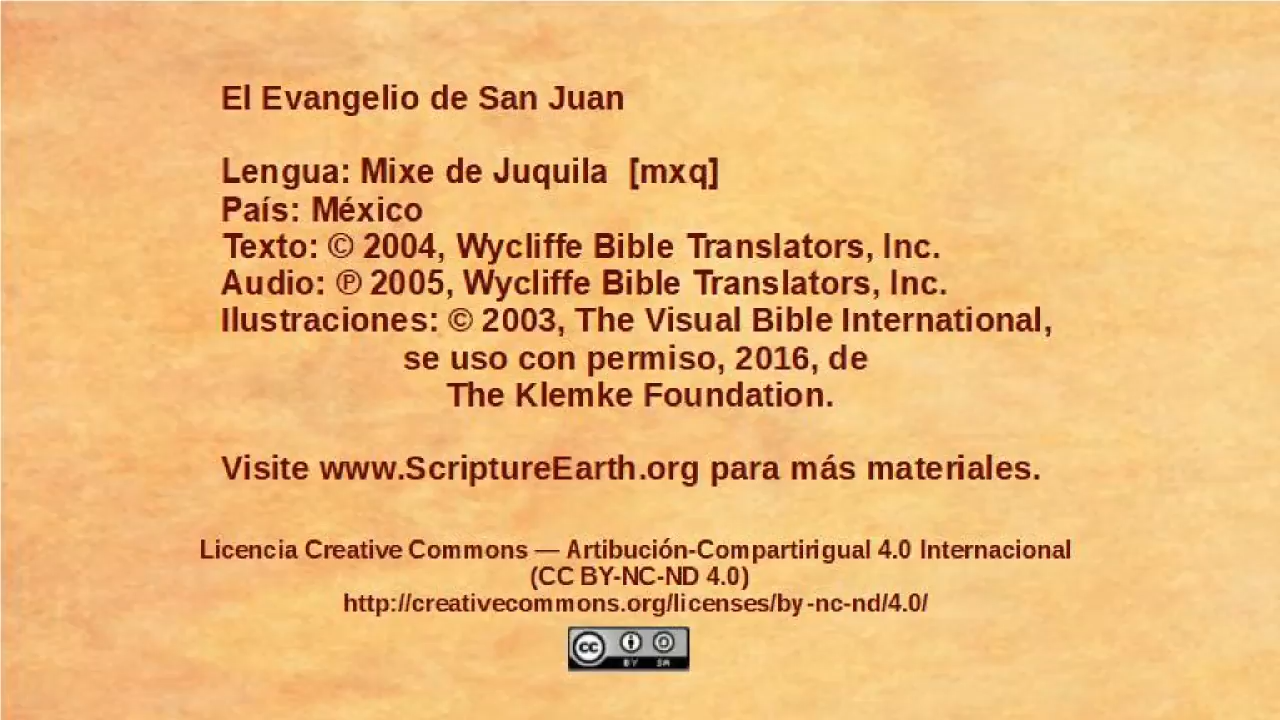 El Evangelio de San Juan
Lengua: Mixe de Juquila [mxq]
País: México
Texto: © 2004, Wycliffe Bible Translators, Inc.
Audio: ℗ 2005, Wycliffe Bible Translators, Inc.
Ilustraciones: © 2003, The Visual Bible International,
se uso con permiso, 2016, de
The Klemke Foundation.
Visite www.ScriptureEarth.org para más materiales.
Licencia Creative Commons — Artibución-Compartirigual 4.0 Internacional
(CC BY-NC-ND 4.0)
http://creativecommons.org/licenses/by-nc-nd/4.0/
cc BY SA